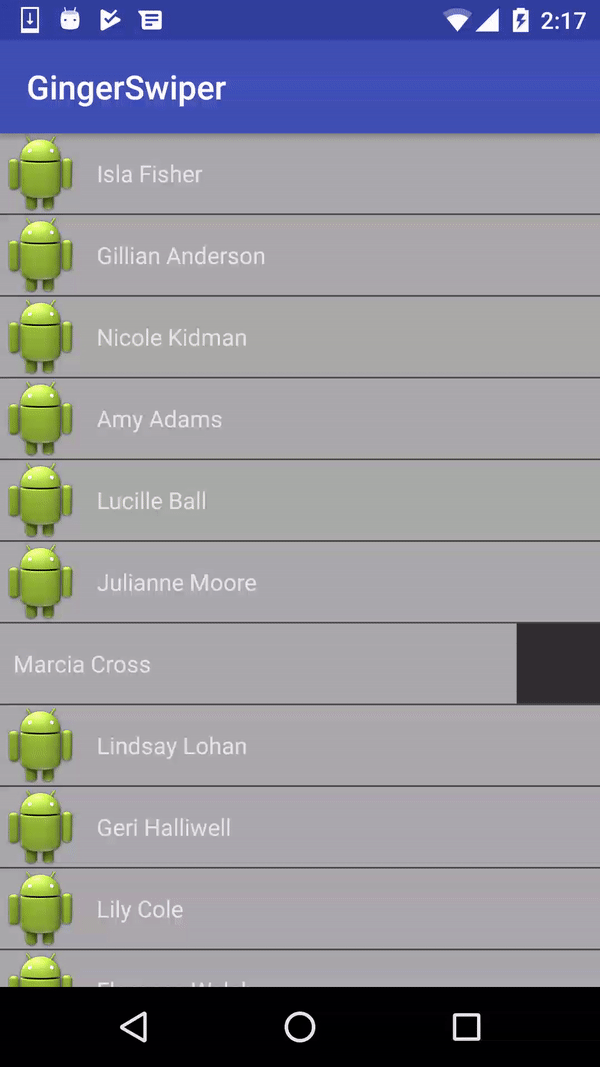 2:17
GingerSwiper
Isla Fisher
Gillian Anderson
Nicole Kidman
Amy Adams
Lucille Ball
Julianne Moore
Marcia Cross
Lindsay Lohan
Geri Halliwell
Lily Cole